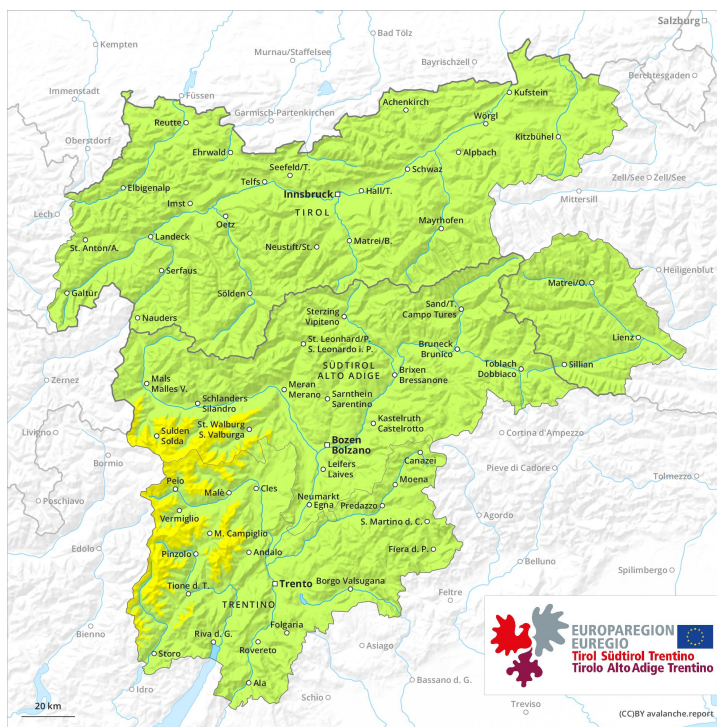 Salzburg
Bad Tölz
Kempten
Murnau/Staffelsee
Bayrischzell
Berchtesgaden
Immenstadt
Füssen
Kufstein
Achenkirch
Garmisch-Partenkirchen
Wörgl
Reutte
Kitzbühel
Oberstdorf
Ehrwald
Alpbach
Seefeld/T.
Schwaz
Telfs
Zell/See
Zell/See
Elbigenalp
Innsbruck
Hall/T.
Mittersill
Imst
TIROL
Lech
Oetz
Mayrhofen
Landeck
Neustift/St.
Matrei/B.
St. Anton/A.
Serfaus
Heiligenblut
Galtür
Sölden
Matrei/O.
Sand/T.
Campo Tures
Nauders
Sterzing
Vipiteno
Lienz
St. Leonhard/P.
S. Leonardo i. P.
Bruneck
Brunico
Toblach
Dobbiaco
Sillian
SÜDTIROL
ALTO ADIGE
Brixen
Bressanone
Zernez
Mals
Malles V.
Meran
Merano
Schlanders
Silandro
Sarnthein
Sarentino
Kastelruth
Castelrotto
St. Walburg
S. Valburga
Livigno
Sulden
Solda
Cortina d'Ampezzo
Bozen
Bolzano
Bormio
Canazei
Leifers
Laives
Pieve di Cadore
Tolmezzo
Peio
Moena
Malè
Cles
Poschiavo
Neumarkt
Egna
Predazzo
Agordo
Vermiglio
S. Martino d. C.
M. Campiglio
Edolo
Fiera d. P.
Pinzolo
Andalo
Belluno
Spilimbergo
Trento
Borgo Valsugana
Tione d. T.
Feltre
TRENTINO
Folgaria
Bienno
Riva d. G.
Rovereto
Asiago
Storo
Bassano d. G.
Ala
Idro
Schio
Treviso
EUROPAREGION
EUREGIO
Tirol Südtirol Trentino
Tirolo Alto Adige Trentino
20 km
(CC)BY avalanche.report